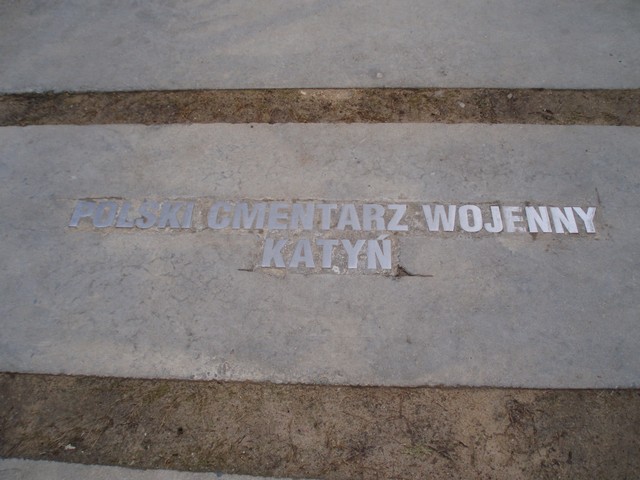 POLSKI CMENTARZ WOJENNY
KATYŃ